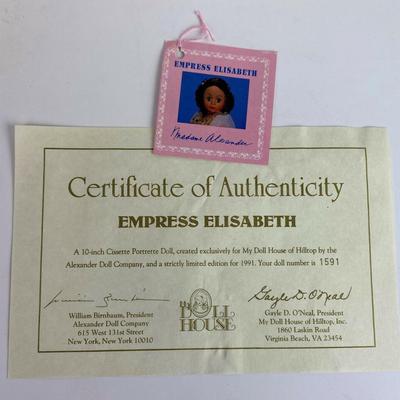 EMPRESS ELISABETH
Madame Alexander
Certificate of Authenticity
EMPRESS ELISABETH
A 10-inch Cissette Portrette Doll, created exclusively for My Doll House of Hilltop by the
Alexander Doll Company, and a strictly limited edition for 1991. Your doll number is 1591
Gayle D. O'Neal
William Birnbaum, President
Alexander Doll Company
615 West 131st Street
New York, New York 10010
My
DOLL
HOUSE
Gayle D. O'Neal, President
My Doll House of Hilltop, Inc.
1860 Laskin Road
Virginia Beach, VA 23454